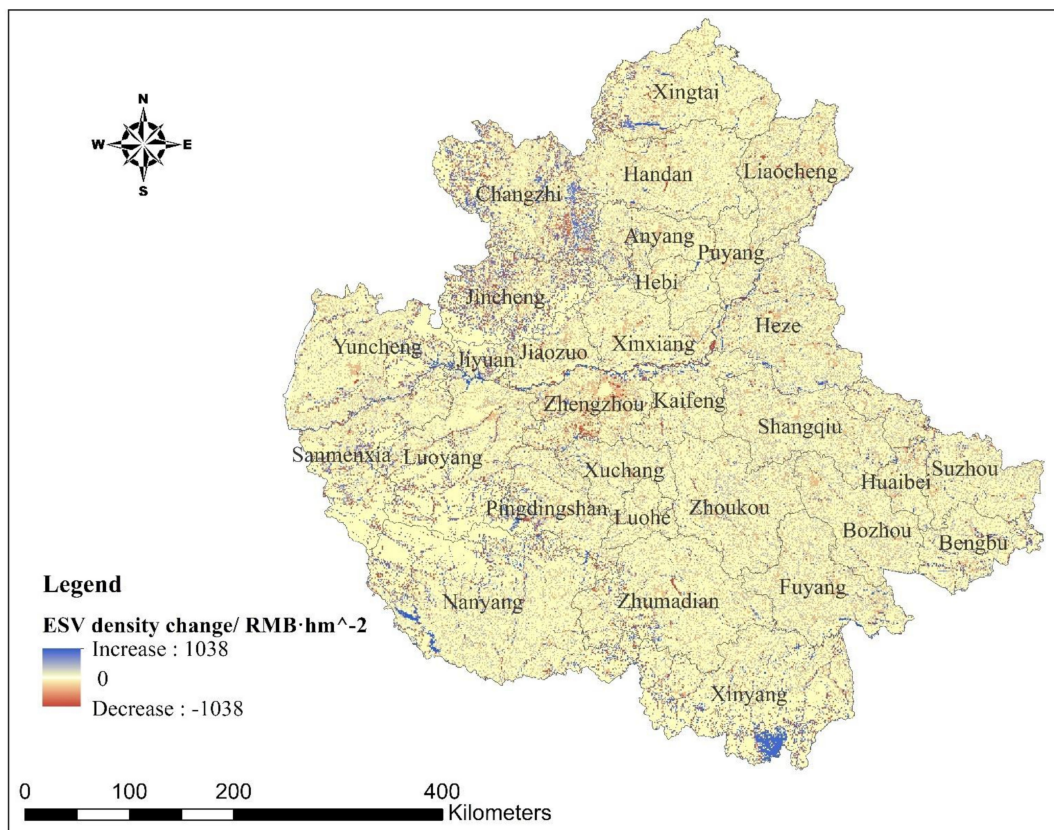 Xingtai
N
W E
S
Handan
Liaocheng
Changzhi
Anyang
Puyang
Hebi
Jincheng
Heze
Yuncheng
Jiyuan
Jiaozuo
Xinxiang
Zhengzhou
Kaifeng
Shangqiu
Sanmenxia
Luoyang
Xuchang
Suzhou
Huaibei
Pingdingshan
Luohe
Zhoukou
Bozhou
Bengbu
Legend
Nanyang
Zhumadian
Fuyang
ESV density change/ RMB·hm^-2
Increase : 1038
0
Decrease : -1038
Xinyang
0 100 200 400
Kilometers